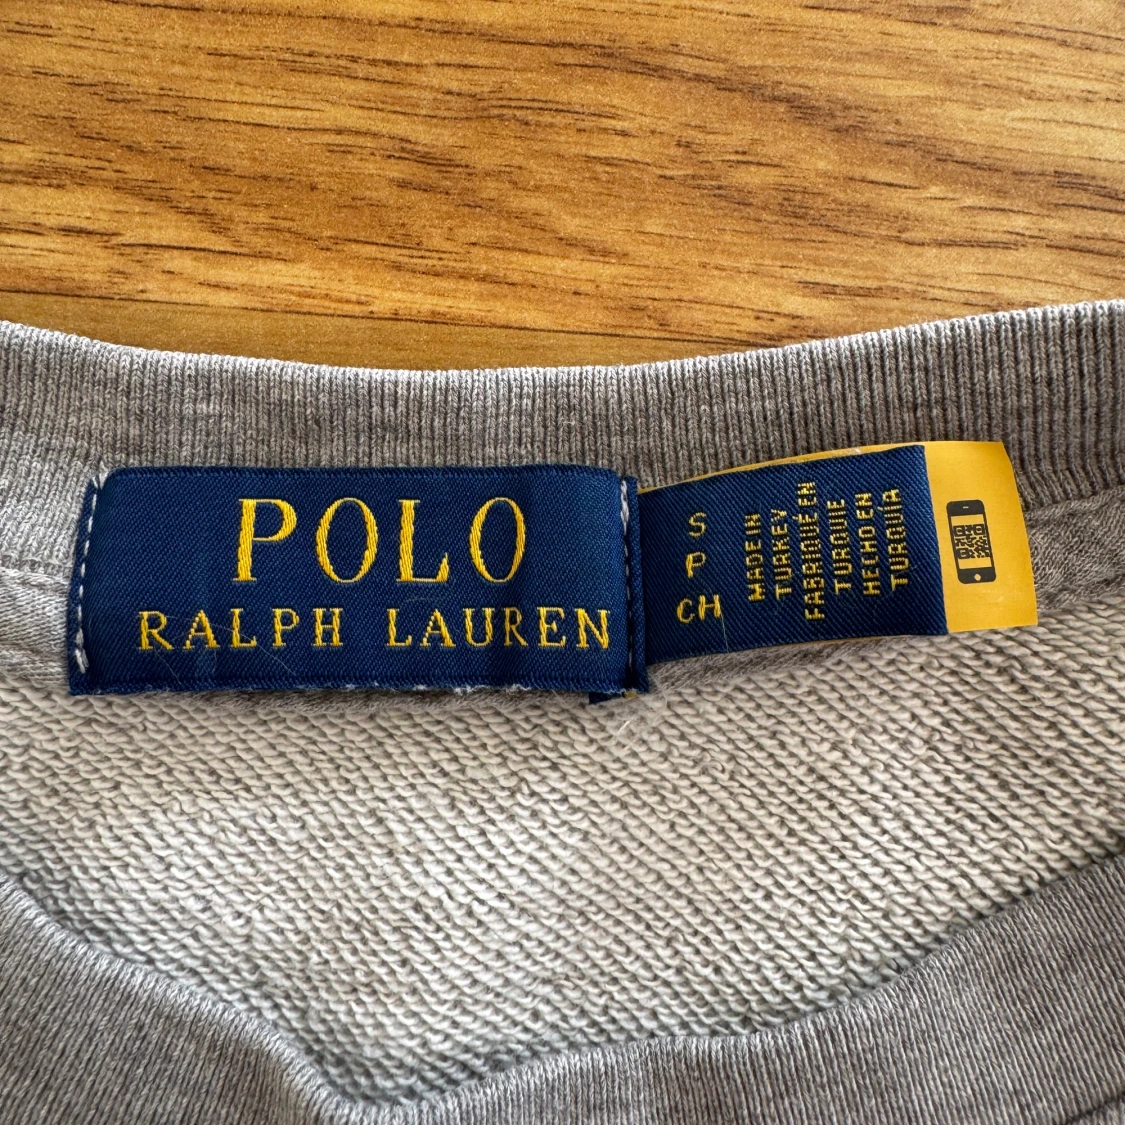 POLO
RALPH LAUREN
S
P
CH
MADE IN
TURKEY
FABRIQUÉ EN
TURQUIE
HECHO EN
TURQUÍA